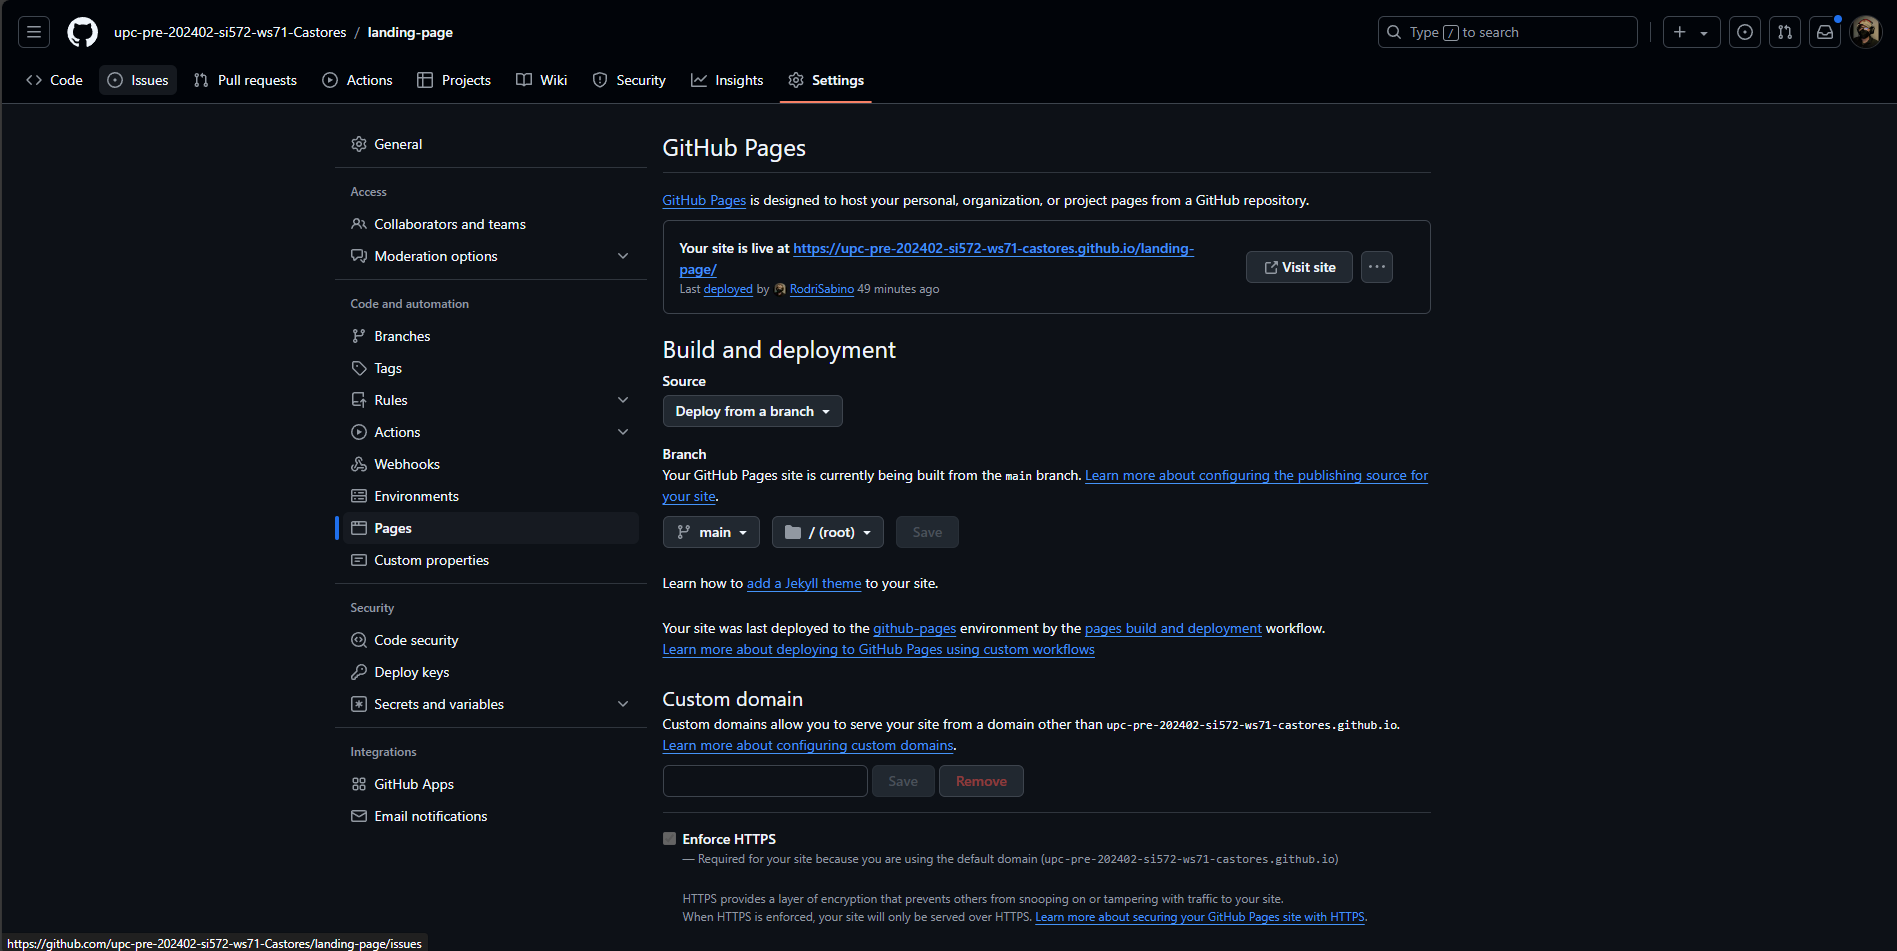 upc-pre-202402-si572-ws71-Castores / landing-page
Type / to search
Code
Issues
Pull requests
Actions
Projects
Wiki
Security
Insights
Settings
General
Access
Collaborators and teams
Moderation options
Code and automation
Branches
Tags
Rules
Actions
Webhooks
Environments
Pages
Custom properties
Security
Code security
Deploy keys
Secrets and variables
Integrations
GitHub Apps
Email notifications
GitHub Pages
GitHub Pages is designed to host your personal, organization, or project pages from a GitHub repository.
Your site is live at https://upc-pre-202402-si572-ws71-castores.github.io/landing-
page/
Last deployed by RodriSabino 49 minutes ago
Visit site
Build and deployment
Source
Deploy from a branch
Branch
Your GitHub Pages site is currently being built from the main branch. Learn more about configuring the publishing source for
your site.
main
/ (root)
Save
Learn how to add a Jekyll theme to your site.
Your site was last deployed to the github-pages environment by the pages build and deployment workflow.
Learn more about deploying to GitHub Pages using custom workflows
Custom domain
Custom domains allow you to serve your site from a domain other than upc-pre-202402-si572-ws71-castores.github.io.
Learn more about configuring custom domains.
Save
Remove
Enforce HTTPS
— Required for your site because you are using the default domain (upc-pre-202402-si572-ws71-castores.github.io)
HTTPS provides a layer of encryption that prevents others from snooping on or tampering with traffic to your site.
When HTTPS is enforced, your site will only be served over HTTPS. Learn more about securing your GitHub Pages site with HTTPS.
https://github.com/upc-pre-202402-si572-ws71-Castores/landing-page/issues